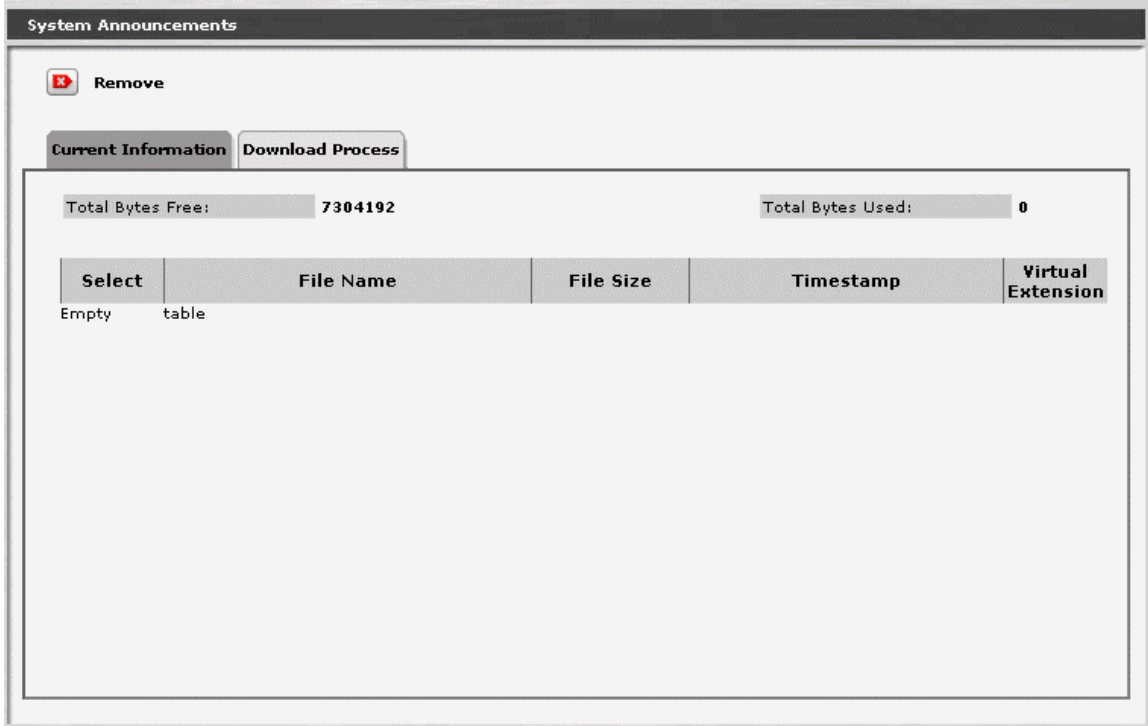 System Announcements
Remove
Current Information Download Process
Total Bytes Free: 7304192 Total Bytes Used: 0
Select File Name File Size Timestamp Virtual Extension
Empty table